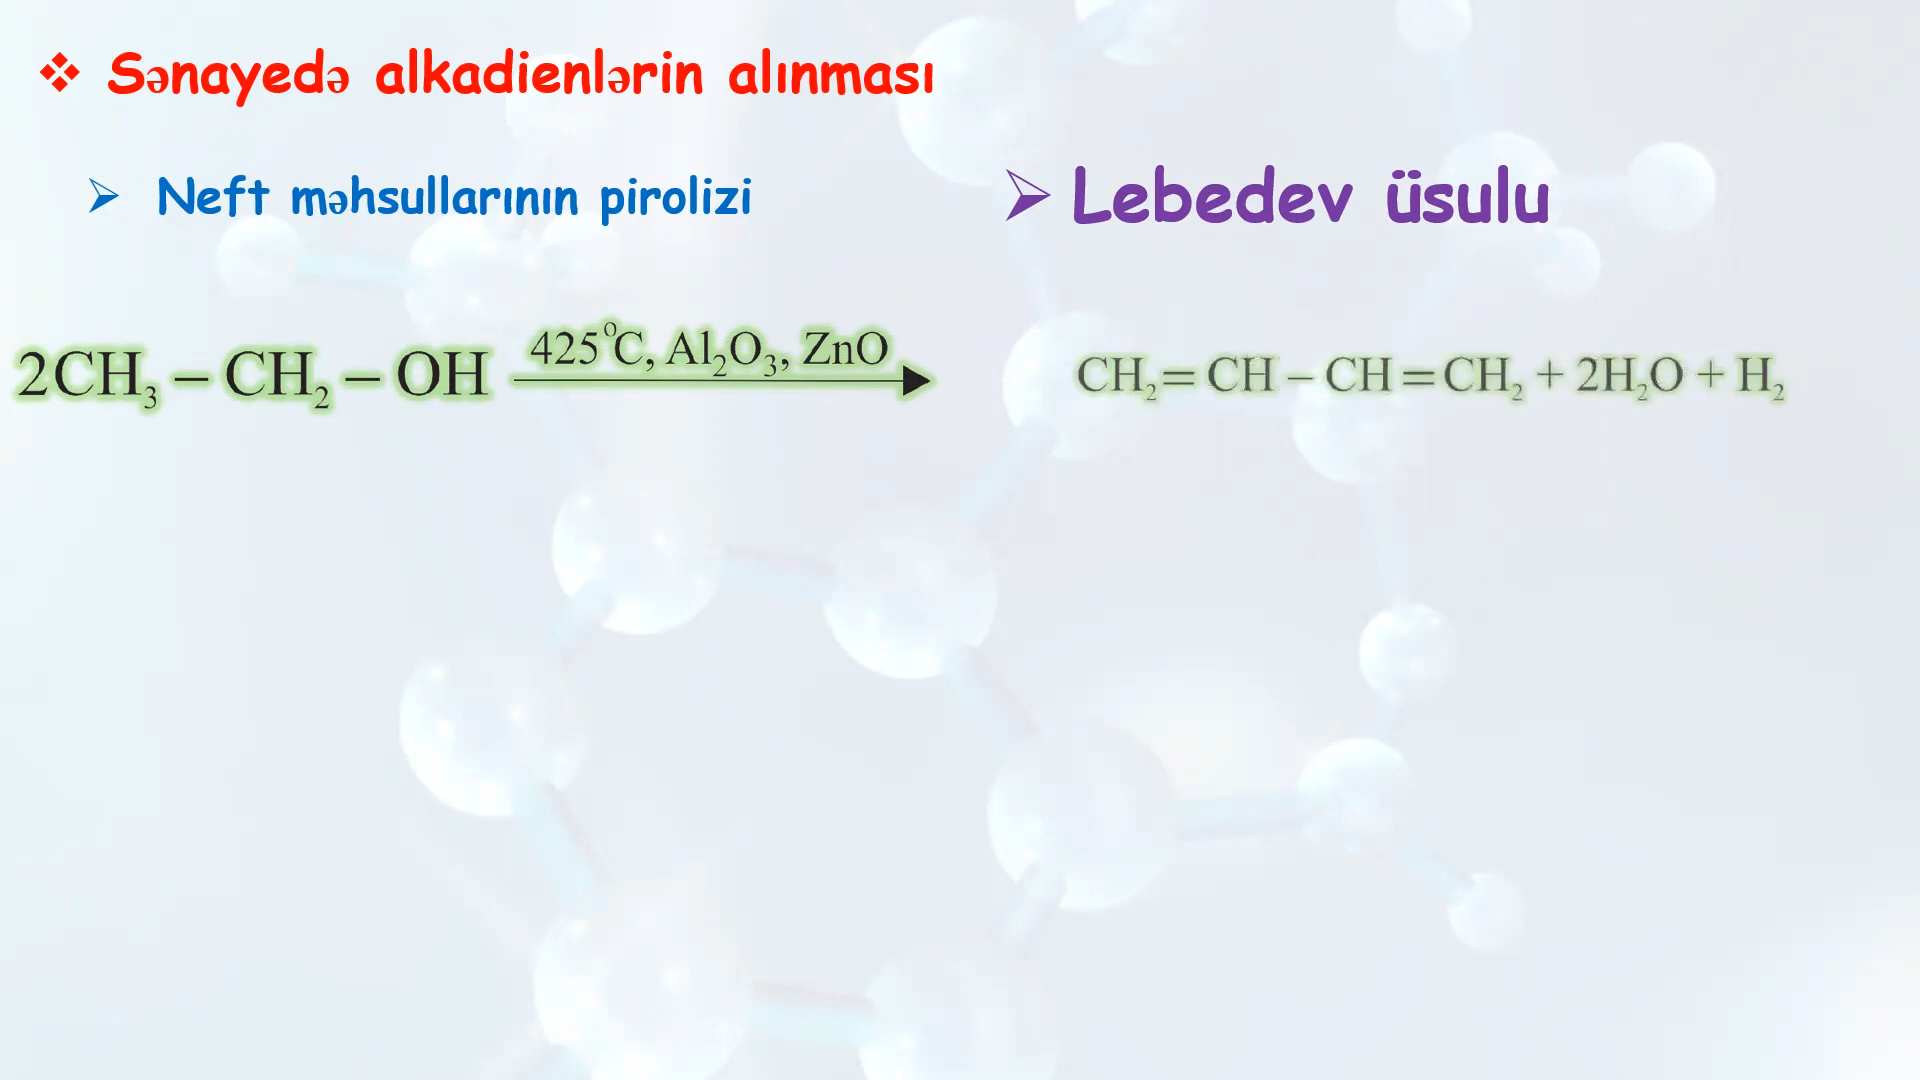 ❖ Sənayedə alkadienlərin alınması
➢ Neft məhsullarının pirolizi
➢ Lebedev üsulu
2CH₃ – CH₂ – OH 425°C, Al₂O₃, ZnO → CH₂ = CH – CH = CH₂ + 2H₂O + H₂